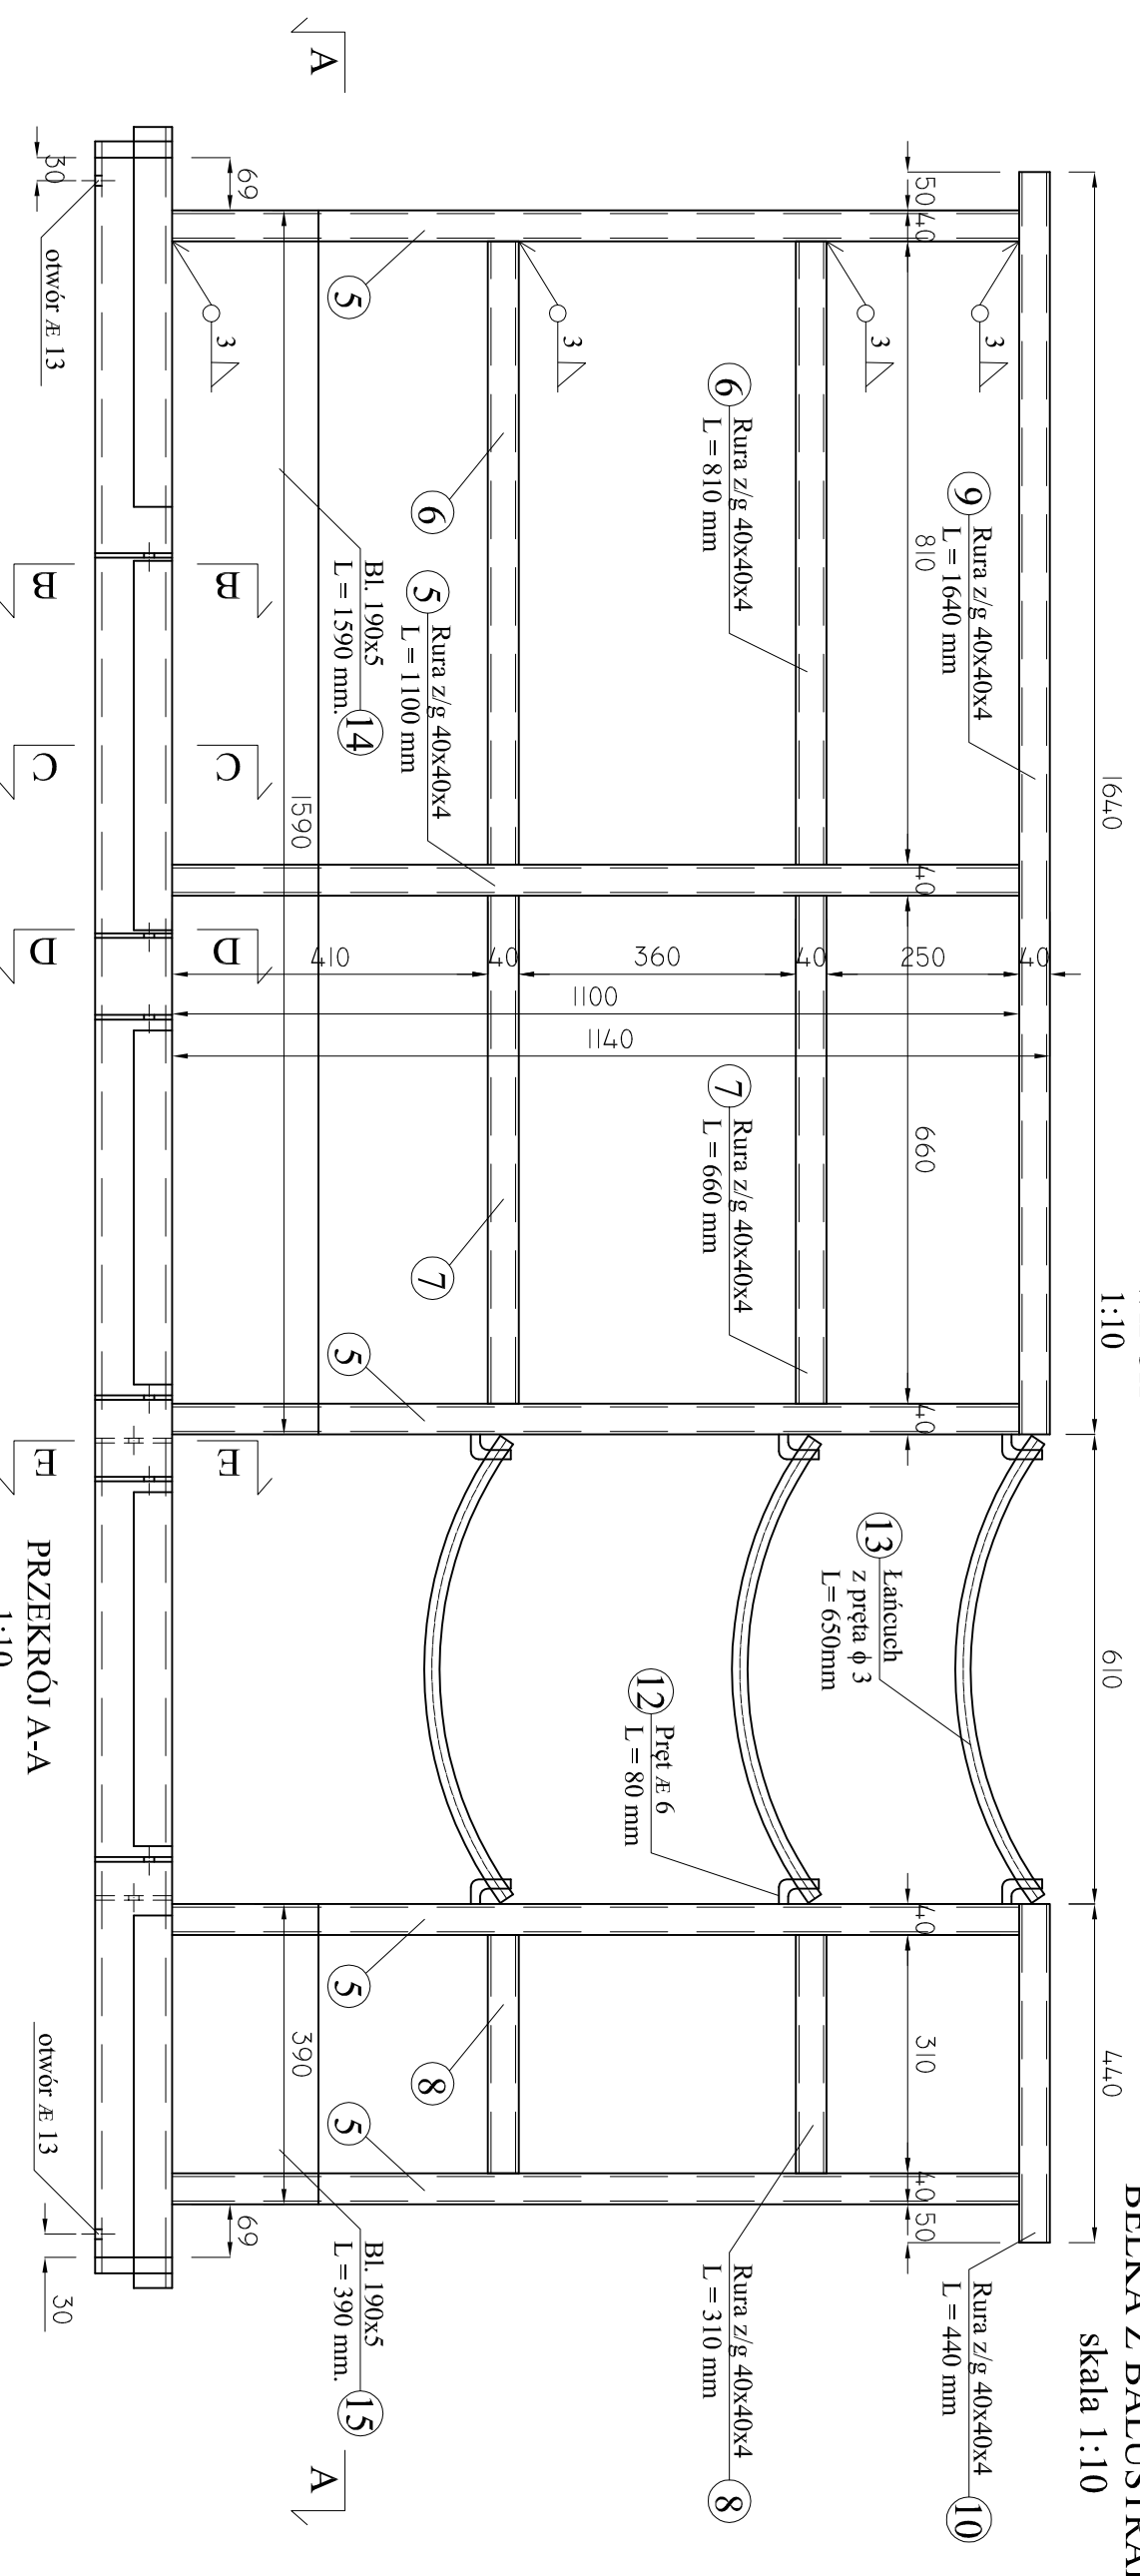 BELKA Z BALUSTRA
skala 1:10
1:10
1640
610
440
9
Rura z/g 40x40x4
L = 1640 mm
Rura z/g 40x40x4
L = 440 mm
10
50
40
810
40
660
40
40
310
40
50
3
3
3
3
6
Rura z/g 40x40x4
L = 810 mm
7
Rura z/g 40x40x4
L = 660 mm
13
Łańcuch
z pręta ϕ 3
L= 650mm
12
Pręt Æ 6
L = 80 mm
Rura z/g 40x40x4
L = 310 mm
8
40
250
40
360
40
410
1100
1140
5
6
5
Rura z/g 40x40x4
L = 1100 mm
7
5
5
8
5
Bl. 190x5
L = 1590 mm.
14
Bl. 190x5
L = 390 mm.
15
1590
390
A
A
69
69
B
C
D
E
B
C
D
E
30
otwór Æ 13
otwór Æ 13
30
PRZEKRÓJ A-A
1:10